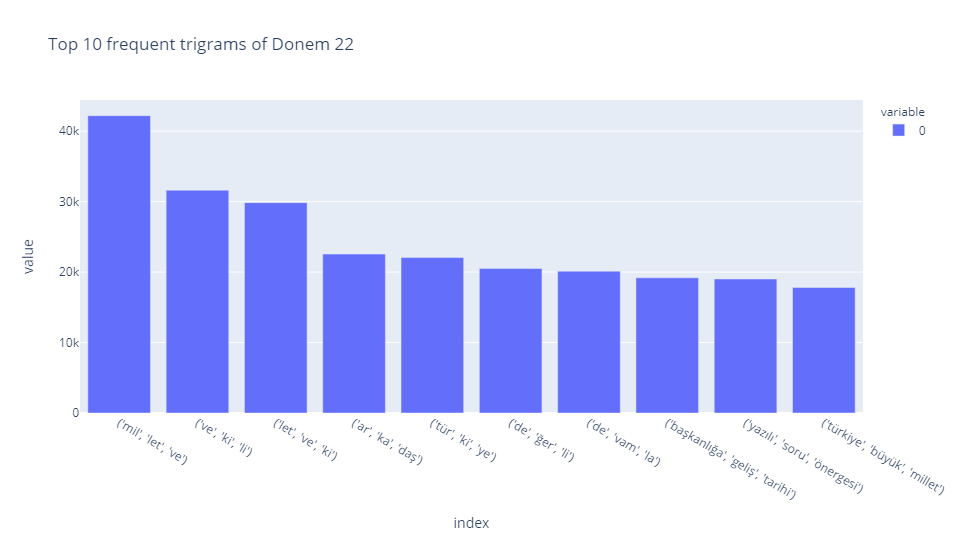 Top 10 frequent trigrams of Donem 22
variable
0
value
40k
30k
20k
10k
0
('mil', 'let', 've')
('ve', 'ki', 'li')
('let', 've', 'ki')
('ar', 'ka', 'daş')
('tür', 'ki', 'ye')
('de', 'ğer', 'li')
('de', 'vam', 'la')
('başkanlığa', 'geliş', 'tarihi')
('yazılı', 'soru', 'önergesi')
('türkiye', 'büyük', 'millet')
index